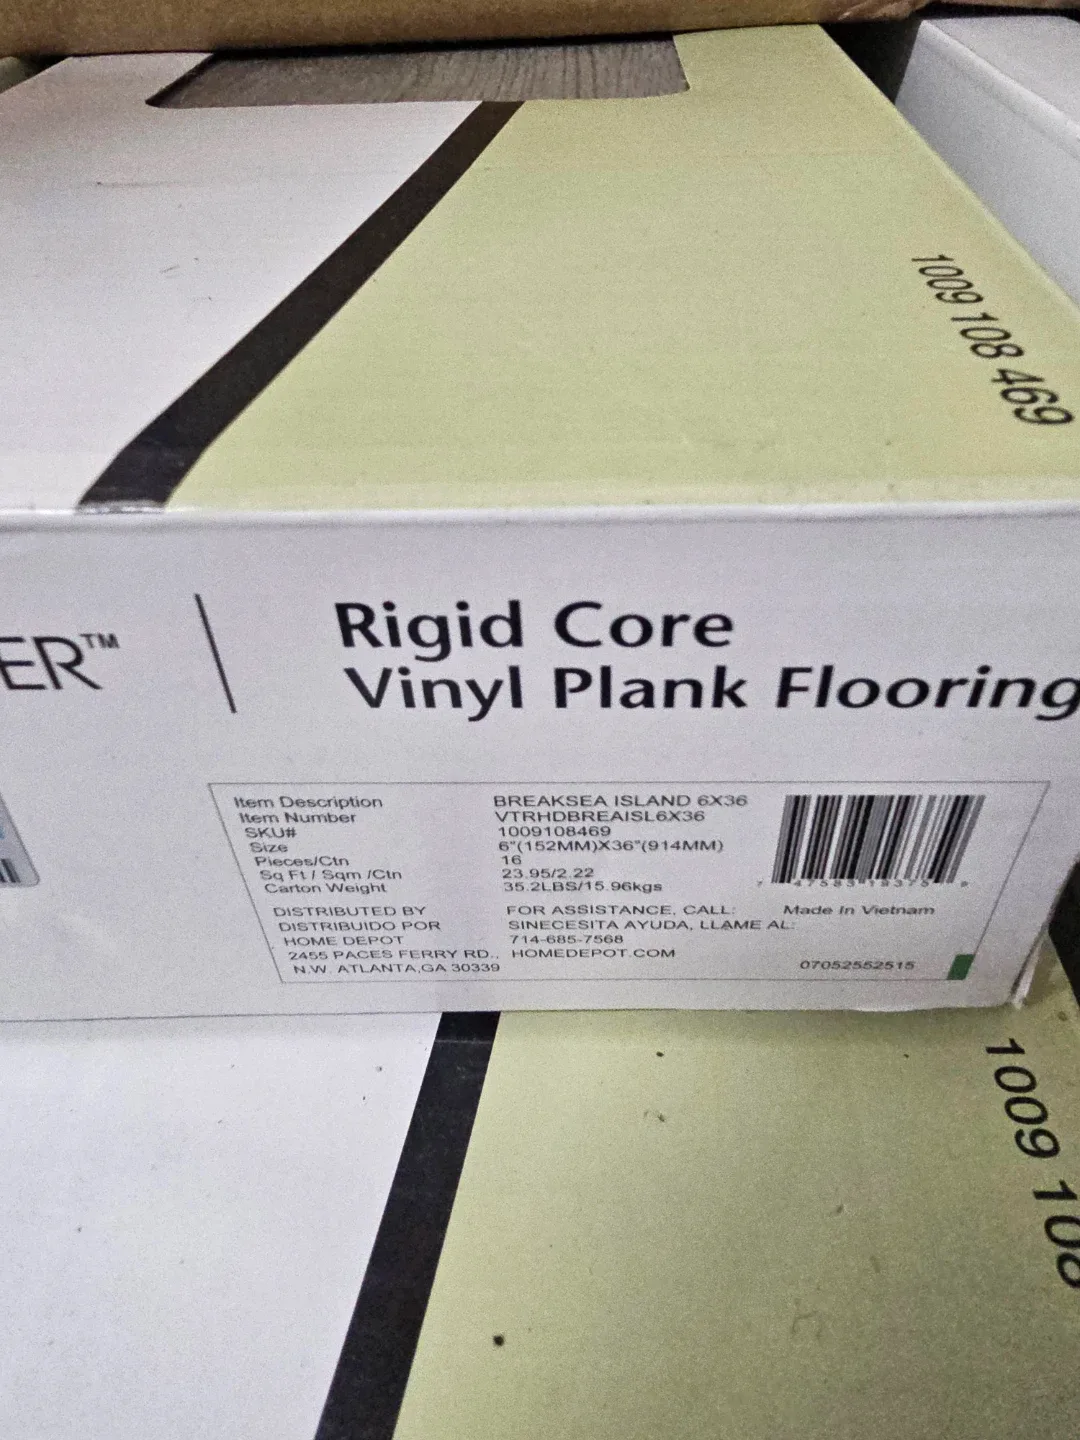 1009 108 469
ER™
Rigid Core
Vinyl Plank Flooring
Item Description BREAKSEA ISLAND 6X36
Item Number VTRHDBREAISL6X36
SKU# 1009108469
Size 6"(152MM)X36"(914MM)
Pieces/Ctn 16
Sq Ft / Sqm /Ctn 23.95/2.22
Carton Weight 35.2LBS/15.96kgs
DISTRIBUTED BY
DISTRIBUIDO POR
HOME DEPOT
2455 PACES FERRY RD.,
N.W. ATLANTA,GA 30339
FOR ASSISTANCE, CALL:
SINECESITA AYUDA, LLAME AL:
714-685-7568
HOMEDEPOT.COM
Made In Vietnam
07052552515
1009 108